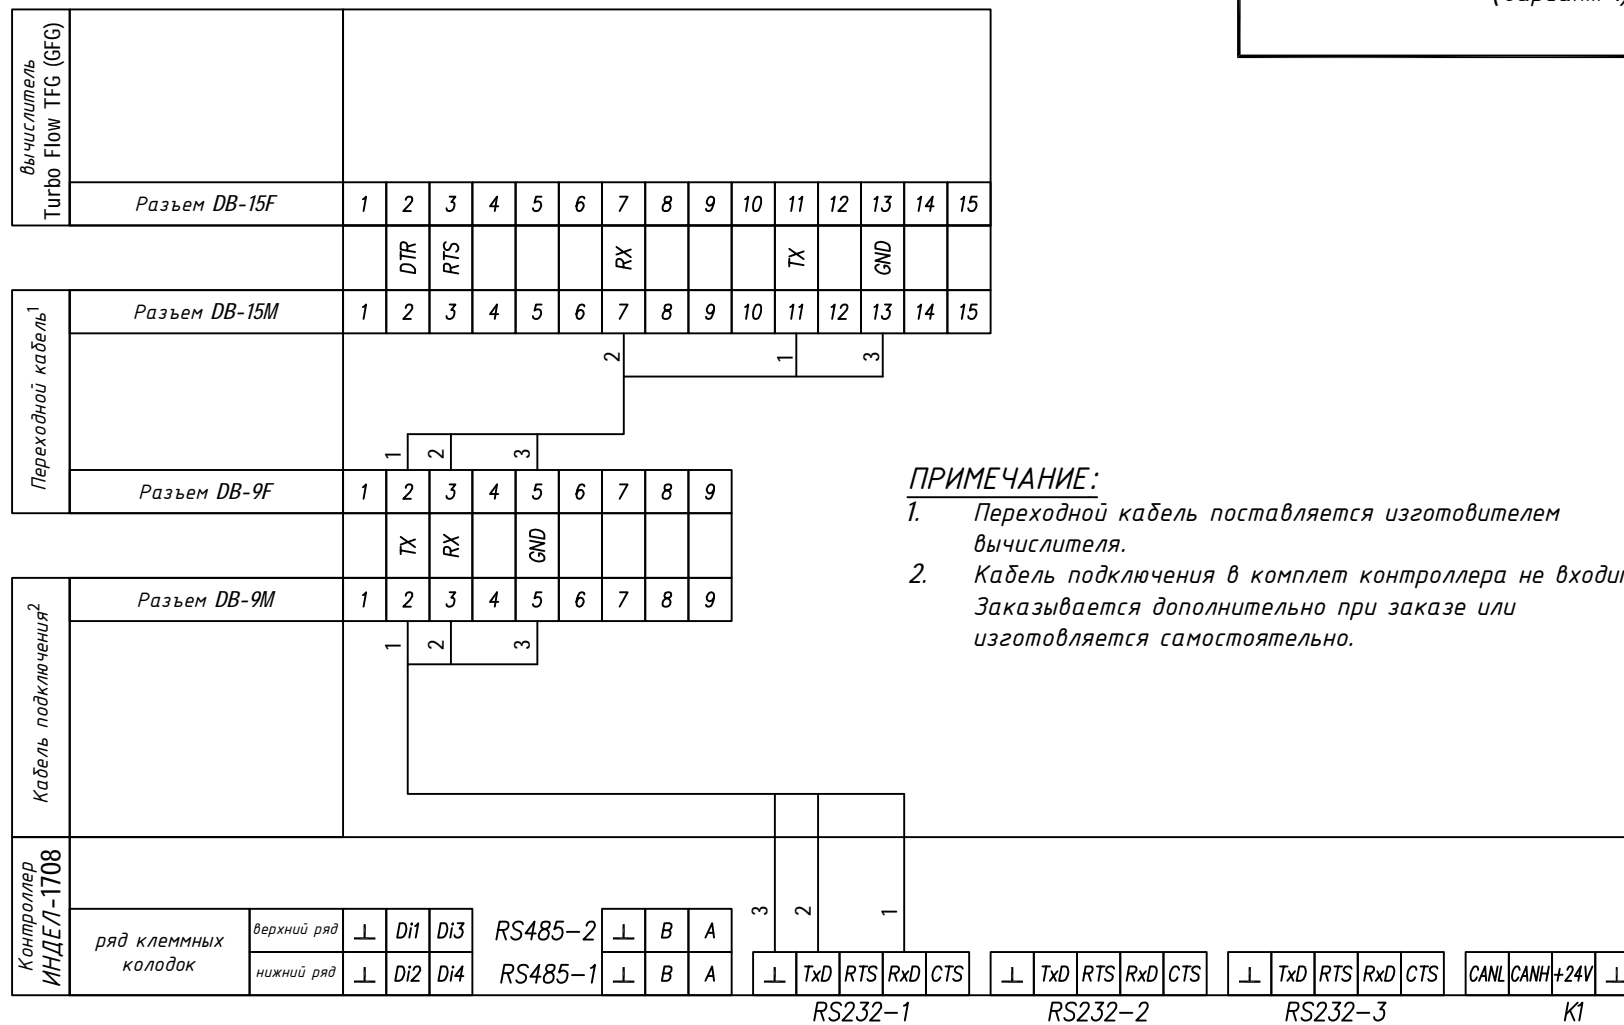 вычислитель
Turbo Flow TFG (GFG)
Разъем DB-15F
1 2 3 4 5 6 7 8 9 10 11 12 13 14 15
DTR RTS RX TX GND
Переходной кабель1
Разъем DB-15M
1 2 3 4 5 6 7 8 9 10 11 12 13 14 15
2 1 3
1 2 3
Разъем DB-9F
1 2 3 4 5 6 7 8 9
TX RX GND
Кабель подключения2
Разъем DB-9M
1 2 3 4 5 6 7 8 9
1 2 3
ПРИМЕЧАНИЕ:
1. Переходной кабель поставляется изготовителем
вычислителя.
2. Кабель подключения в комплет контроллера не входи
Заказывается дополнительно при заказе или
изготовляется самостоятельно.
Контроллер
ИНДЕЛ-1708
ряд клеммных
колодок
3 2 1
верхний ряд ⊥ Di1 Di3 RS485-2 ⊥ B A
нижний ряд ⊥ Di2 Di4 RS485-1 ⊥ B A
⊥ TxD RTS RxD CTS ⊥ TxD RTS RxD CTS ⊥ TxD RTS RxD CTS CANL CANH +24V ⊥
RS232-1 RS232-2 RS232-3 K1